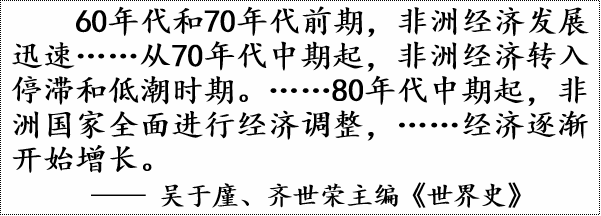 60年代和70年代前期，非洲经济发展
迅速……从70年代中期起，非洲经济转入
停滞和低潮时期。……80年代中期起，非
洲国家全面进行经济调整，……经济逐渐
开始增长。
—— 吴于廑、齐世荣主编《世界史》